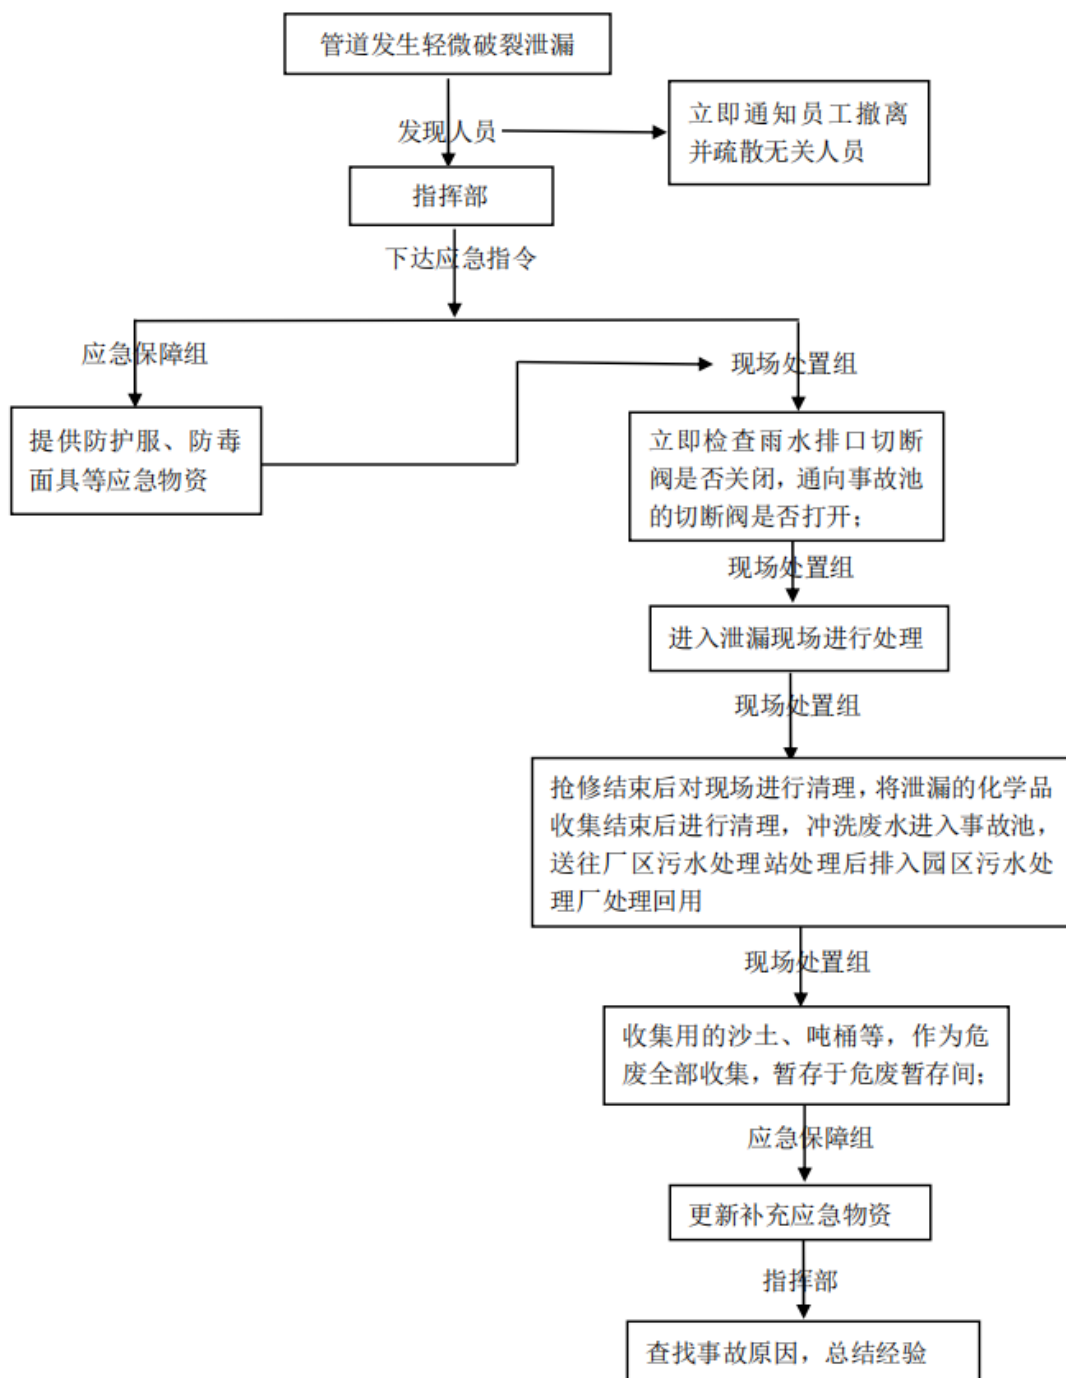 管道发生轻微破裂泄漏
发现人员
立即通知员工撤离
并疏散无关人员
指挥部
下达应急指令
应急保障组
现场处置组
提供防护服、防毒
面具等应急物资
立即检查雨水排口切断
阀是否关闭，通向事故池
的切断阀是否打开；
现场处置组
进入泄漏现场进行处理
现场处置组
抢修结束后对现场进行清理，将泄漏的化学品
收集结束后进行清理，冲洗废水进入事故池，
送往厂区污水处理站处理后排入园区污水处
理厂处理回用
现场处置组
收集用的沙土、吨桶等，作为危
废全部收集，暂存于危废暂存间；
应急保障组
更新补充应急物资
指挥部
查找事故原因，总结经验